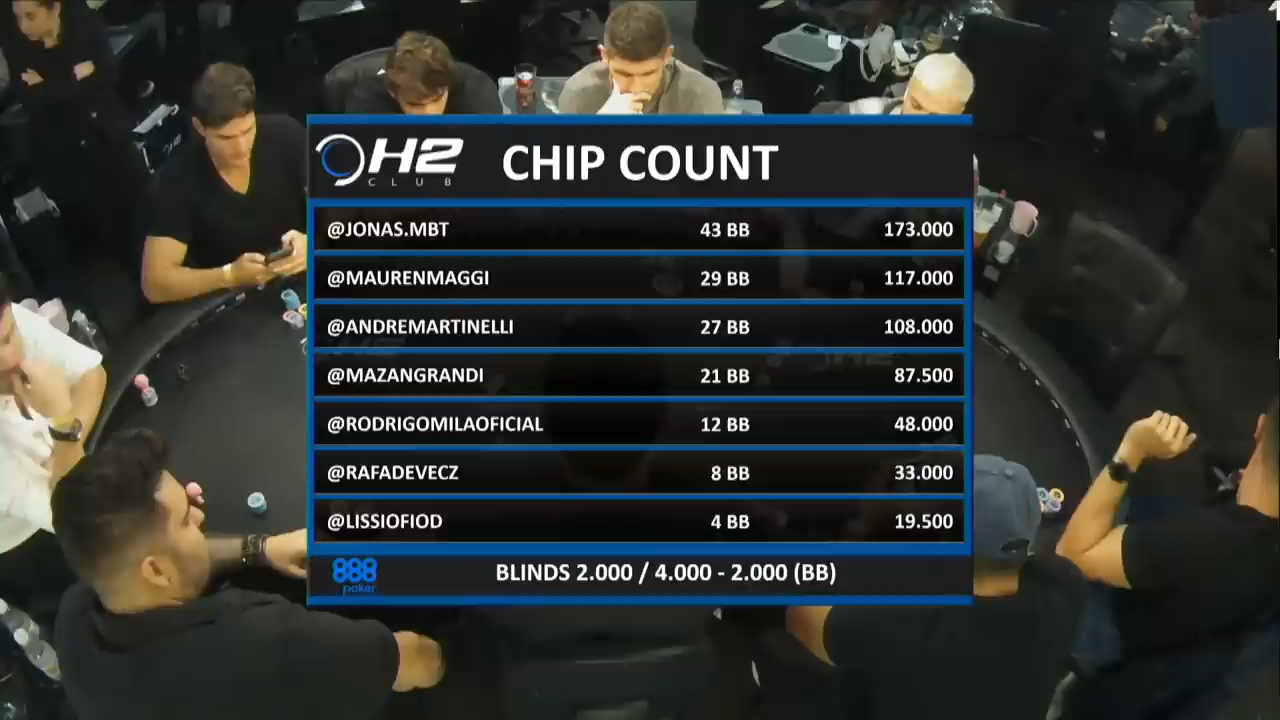 H2 CLUB CHIP COUNT
@JONAS.MBT 43 BB 173.000
@MAURENMAGGI 29 BB 117.000
@ANDREMARTINELLI 27 BB 108.000
@MAZANGRANDI 21 BB 87.500
@RODRIGOMILAOFICIAL 12 BB 48.000
@RAFADEVECZ 8 BB 33.000
@LISSIOFIOD 4 BB 19.500
888 poker BLINDS 2.000 / 4.000 - 2.000 (BB)